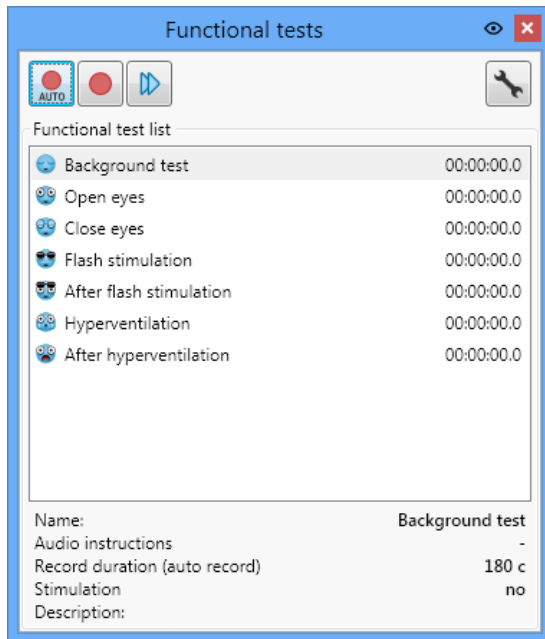 Functional tests
AUTO
Functional test list
Background test 00:00:00.0
Open eyes 00:00:00.0
Close eyes 00:00:00.0
Flash stimulation 00:00:00.0
After flash stimulation 00:00:00.0
Hyperventilation 00:00:00.0
After hyperventilation 00:00:00.0
Name: Background test
Audio instructions -
Record duration (auto record) 180 c
Stimulation no
Description: